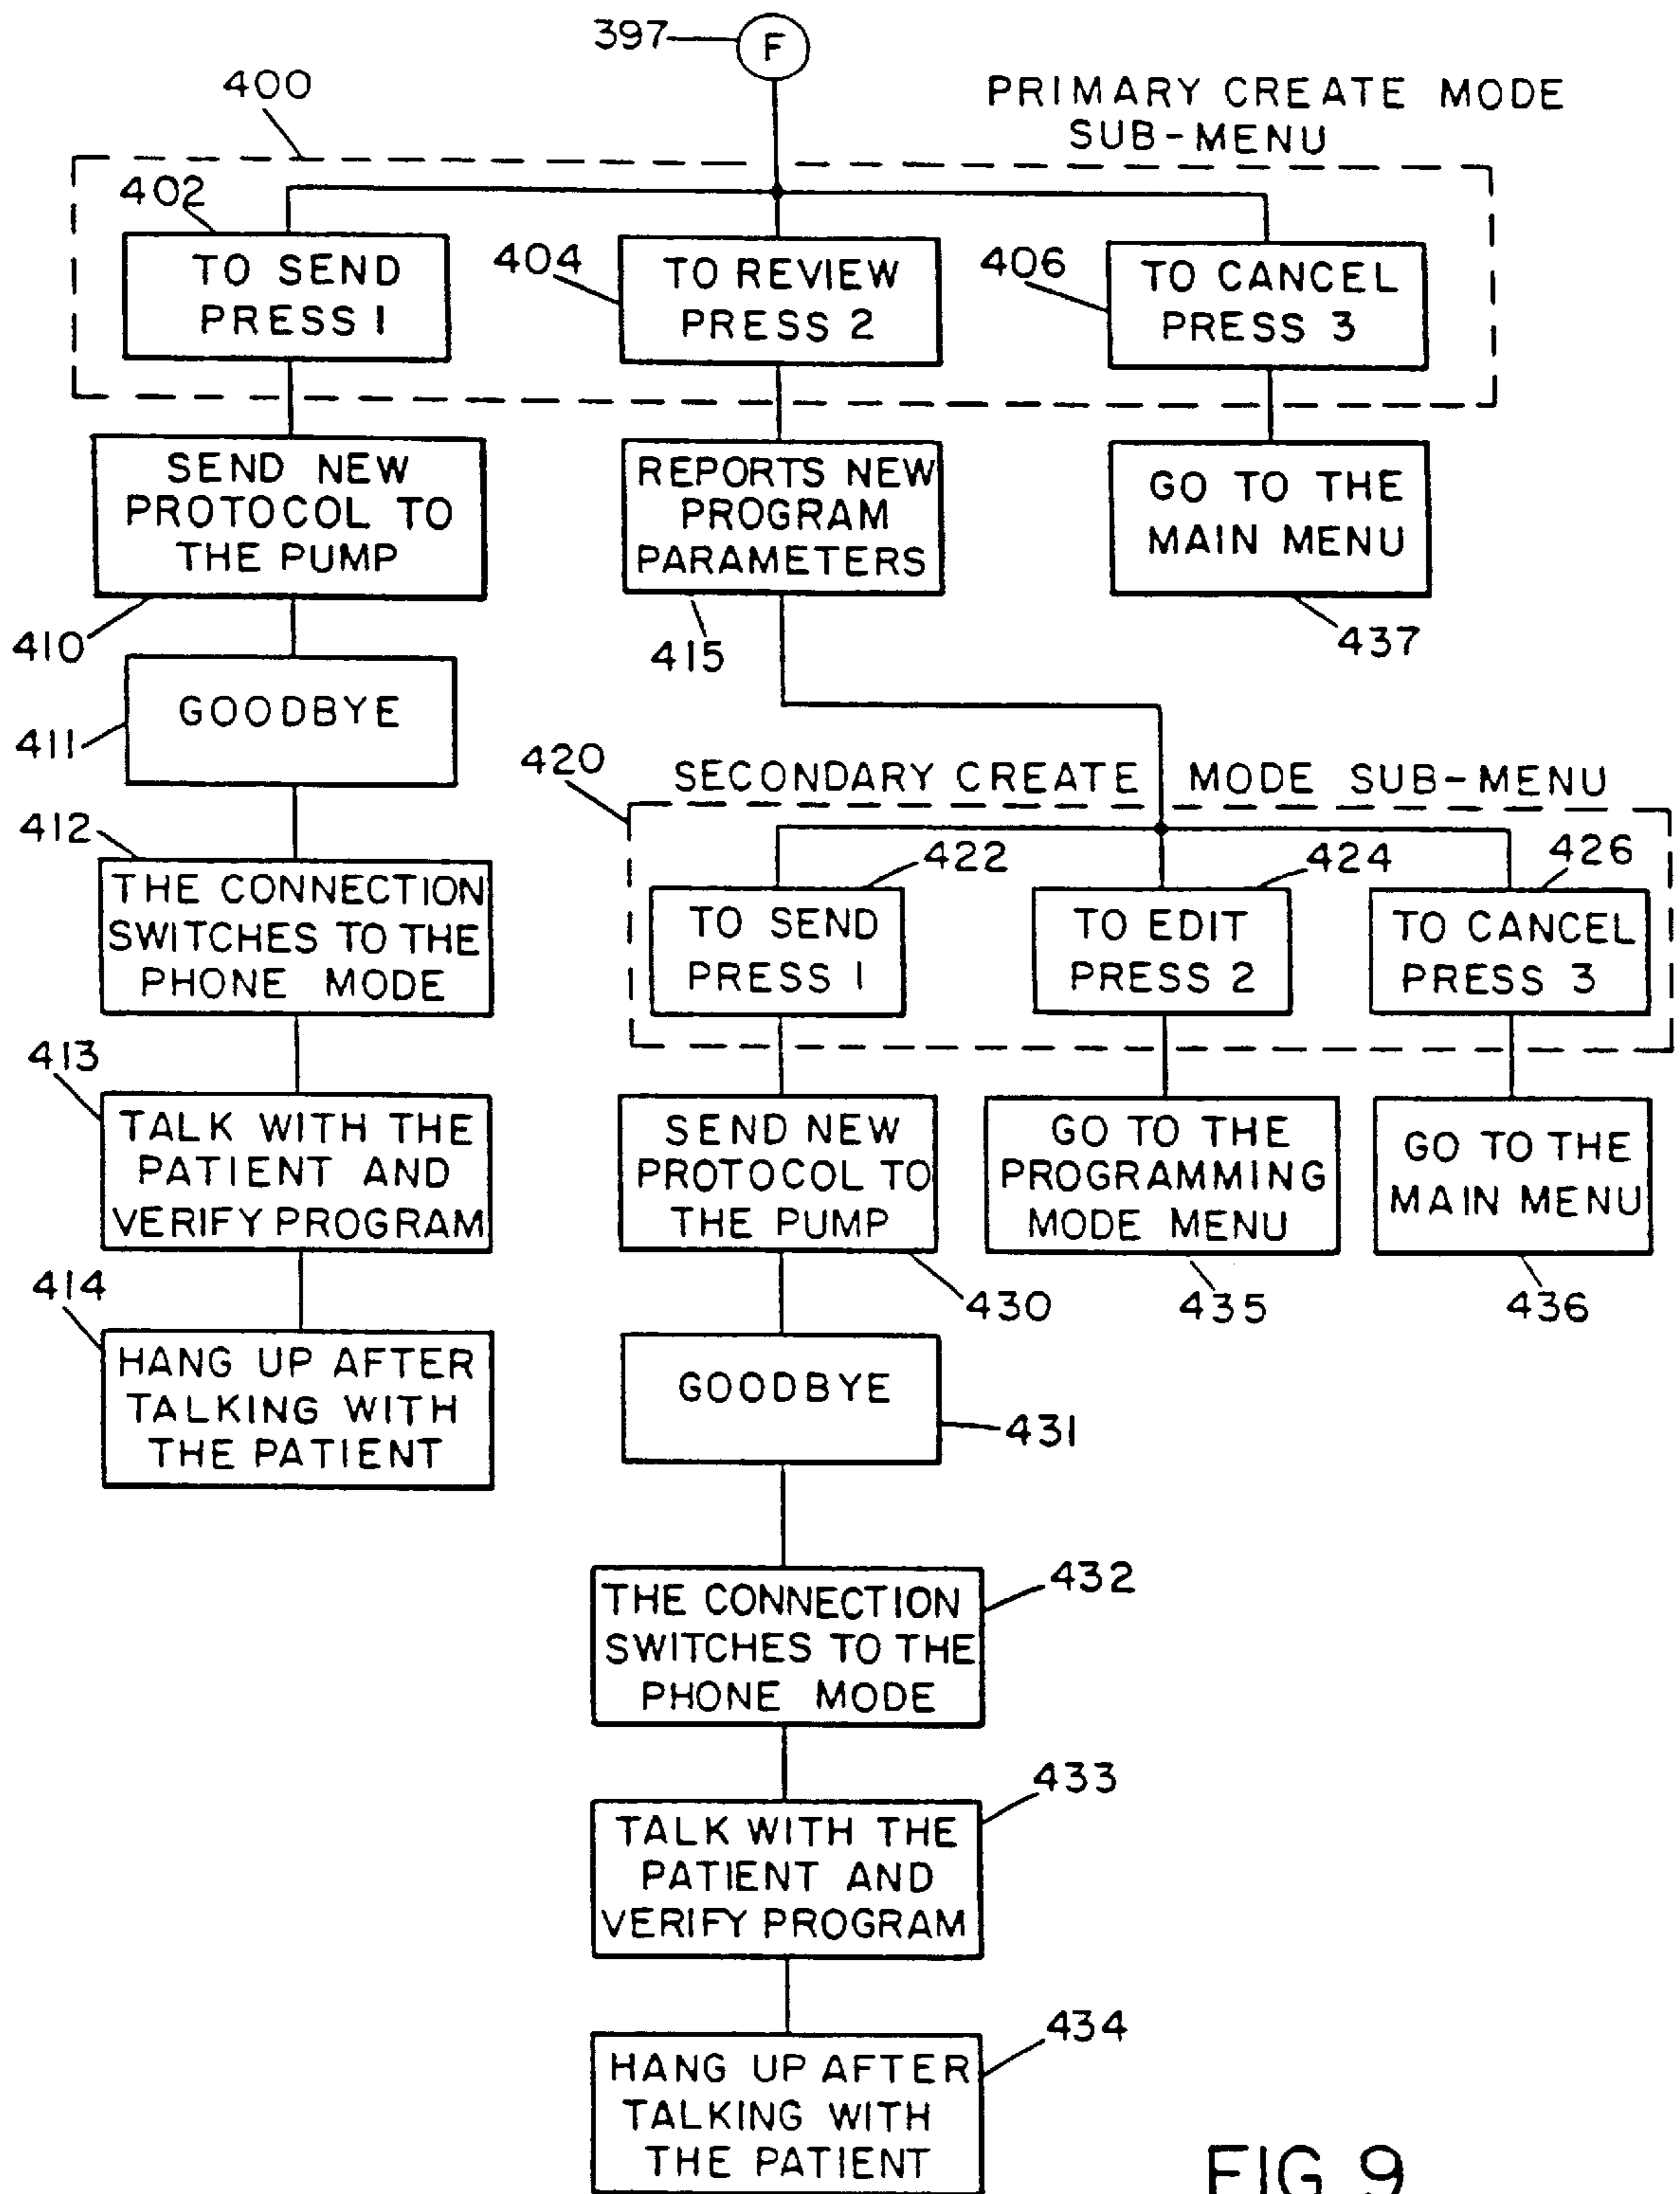 397
F
400
PRIMARY CREATE MODE
SUB-MENU
402
TO SEND
PRESS 1
404
TO REVIEW
PRESS 2
406
TO CANCEL
PRESS 3
SEND NEW
PROTOCOL TO
THE PUMP
410
REPORTS NEW
PROGRAM
PARAMETERS
415
GO TO THE
MAIN MENU
437
GOODBYE
411
420
SECONDARY CREATE MODE SUB-MENU
412
THE CONNECTION
SWITCHES TO THE
PHONE MODE
422
TO SEND
PRESS 1
424
TO EDIT
PRESS 2
426
TO CANCEL
PRESS 3
413
TALK WITH THE
PATIENT AND
VERIFY PROGRAM
SEND NEW
PROTOCOL TO
THE PUMP
430
GO TO THE
PROGRAMMING
MODE MENU
435
GO TO THE
MAIN MENU
436
414
HANG UP AFTER
TALKING WITH
THE PATIENT
GOODBYE
431
THE CONNECTION
SWITCHES TO THE
PHONE MODE
432
TALK WITH THE
PATIENT AND
VERIFY PROGRAM
433
HANG UP AFTER
TALKING WITH
THE PATIENT
434
FIG. 9